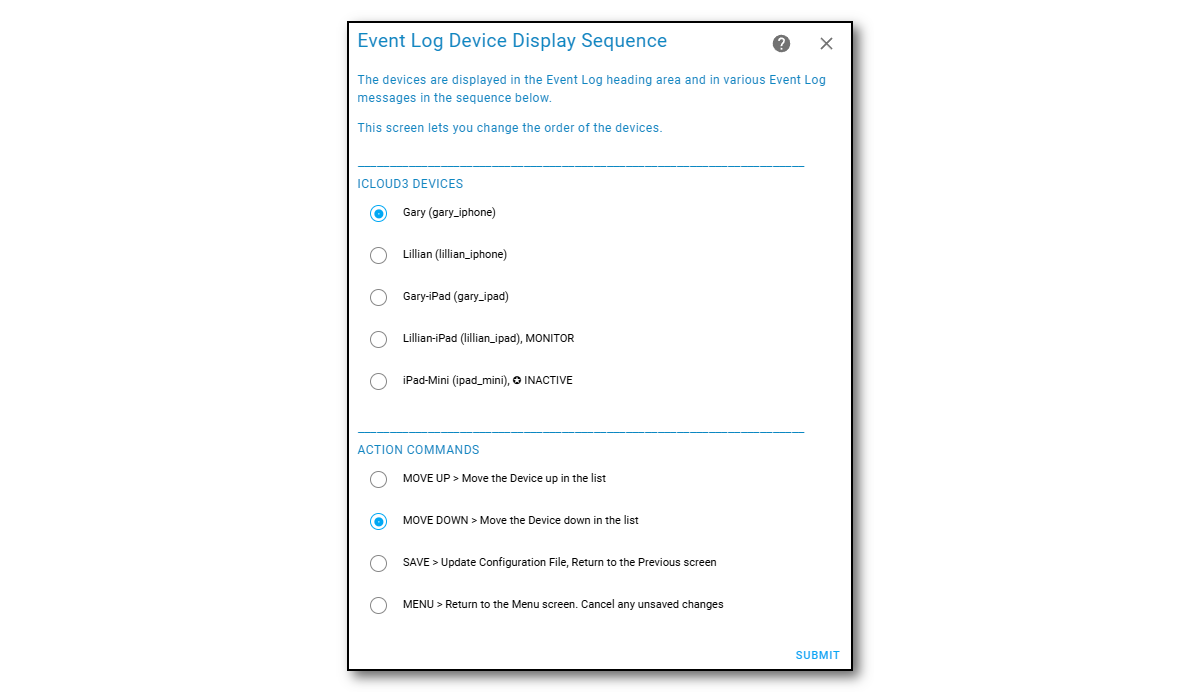 Event Log Device Display Sequence
The devices are displayed in the Event Log heading area and in various Event Log
messages in the sequence below.
This screen lets you change the order of the devices.
ICLOUD3 DEVICES
Gary (gary_iphone)
Lillian (lillian_iphone)
Gary-iPad (gary_ipad)
Lillian-iPad (lillian_ipad), MONITOR
iPad-Mini (ipad_mini), ✪ INACTIVE
ACTION COMMANDS
MOVE UP > Move the Device up in the list
MOVE DOWN > Move the Device down in the list
SAVE > Update Configuration File, Return to the Previous screen
MENU > Return to the Menu screen. Cancel any unsaved changes
SUBMIT